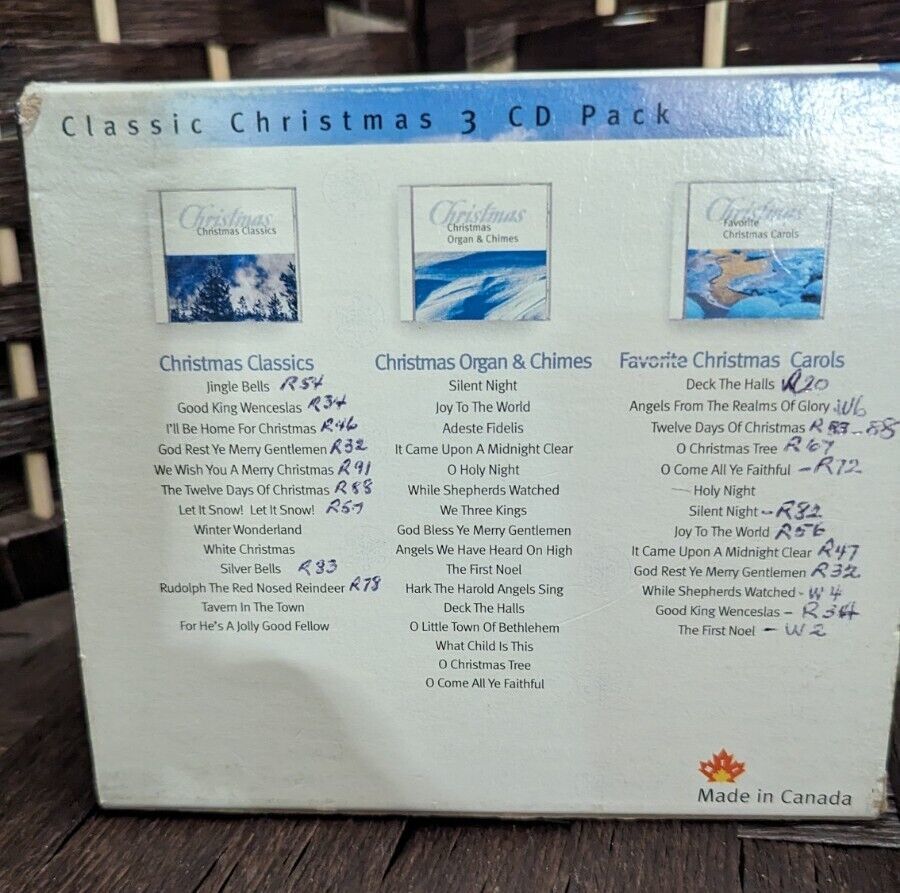 Classic Christmas 3 CD Pack
Christmas
Christmas Classics
Christmas
Christmas
Organ & Chimes
Christmas
Favorite
Christmas Carols
Christmas Classics
Jingle Bells R54
Good King Wenceslas R34
I'll Be Home For Christmas R46
God Rest Ye Merry Gentlemen R32
We Wish You A Merry Christmas R91
The Twelve Days Of Christmas R88
Let It Snow! Let It Snow!
Winter Wonderland
White Christmas
Silver Bells R83
Rudolph The Red Nosed Reindeer R78
Tavern In The Town
For He's A Jolly Good Fellow
Christmas Organ & Chimes
Silent Night
Joy To The World
Adeste Fidelis
It Came Upon A Midnight Clear
O Holy Night
While Shepherds Watched
We Three Kings
God Bless Ye Merry Gentlemen
Angels We Have Heard On High
The First Noel
Hark The Harold Angels Sing
Deck The Halls
O Little Town Of Bethlehem
What Child Is This
O Christmas Tree
O Come All Ye Faithful
Favorite Christmas Carols
Deck The Halls R20
Angels From The Realms Of Glory W6
Twelve Days Of Christmas
O Christmas Tree R67
O Come All Ye Faithful - R72
Holy Night
Silent Night - R82
Joy To The World R56
It Came Upon A Midnight Clear R47
God Rest Ye Merry Gentlemen R32
While Shepherds Watched - W4
Good King Wenceslas - R34
The First Noel - W2
Made in Canada